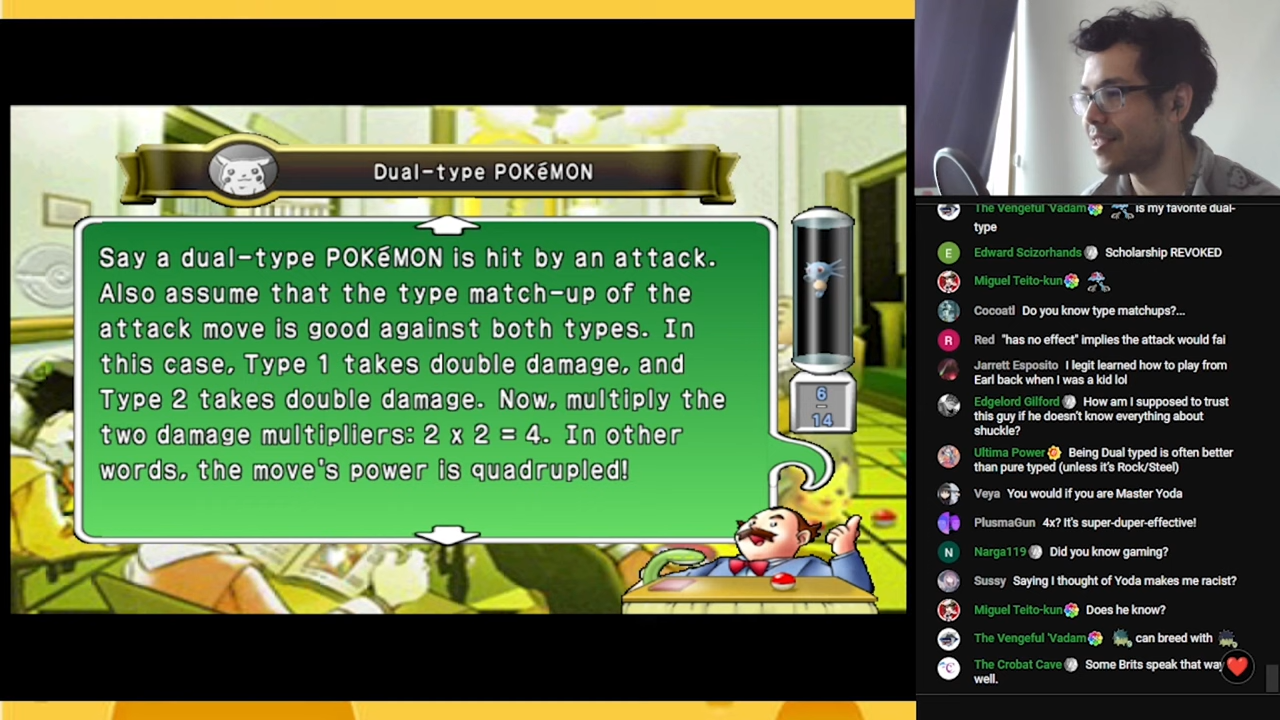 Dual-type POKéMON
Say a dual-type POKéMON is hit by an attack.
Also assume that the type match-up of the
attack move is good against both types. In
this case, Type 1 takes double damage, and
Type 2 takes double damage. Now, multiply the
two damage multipliers: 2 x 2 = 4. In other
words, the move's power is quadrupled!
6
14
The Vengeful 'Vadam is my favorite dual-
type
E Edward Scizorhands Scholarship REVOKED
Miguel Teito-kun
Cocoatl Do you know type matchups?...
R Red "has no effect" implies the attack would fai
Jarrett Esposito I legit learned how to play from
Earl back when I was a kid lol
Edgelord Gilford How am I supposed to trust
this guy if he doesn't know everything about
shuckie?
Ultima Power Being Dual typed is often better
than pure typed (unless it's Rock/Steel)
Veya You would if you are Master Yoda
PlusmaGun 4x? It's super-duper-effective!
N Narga119 Did you know gaming?
Sussy Saying I thought of Yoda makes me racist?
Miguel Teito-kun Does he know?
The Vengeful 'Vadam can breed with
The Crobat Cave Some Brits speak that way
well.